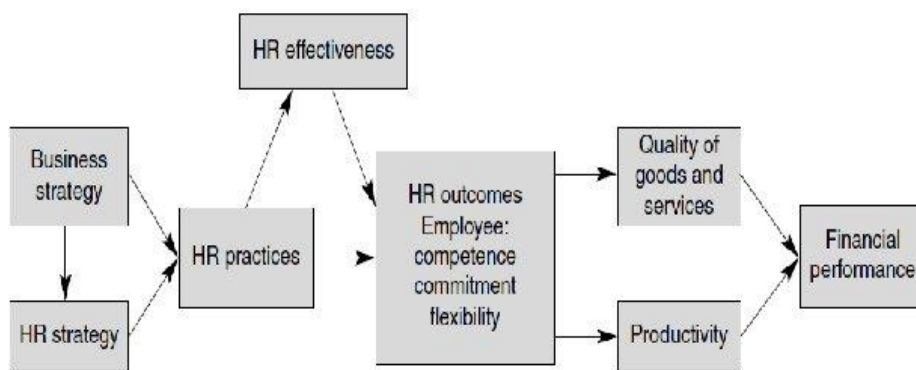 HR effectiveness
Business
strategy
HR strategy
HR practices
HR outcomes
Employee:
competence
commitment
flexibility
Quality of
goods and
services
Productivity
Financial
performance